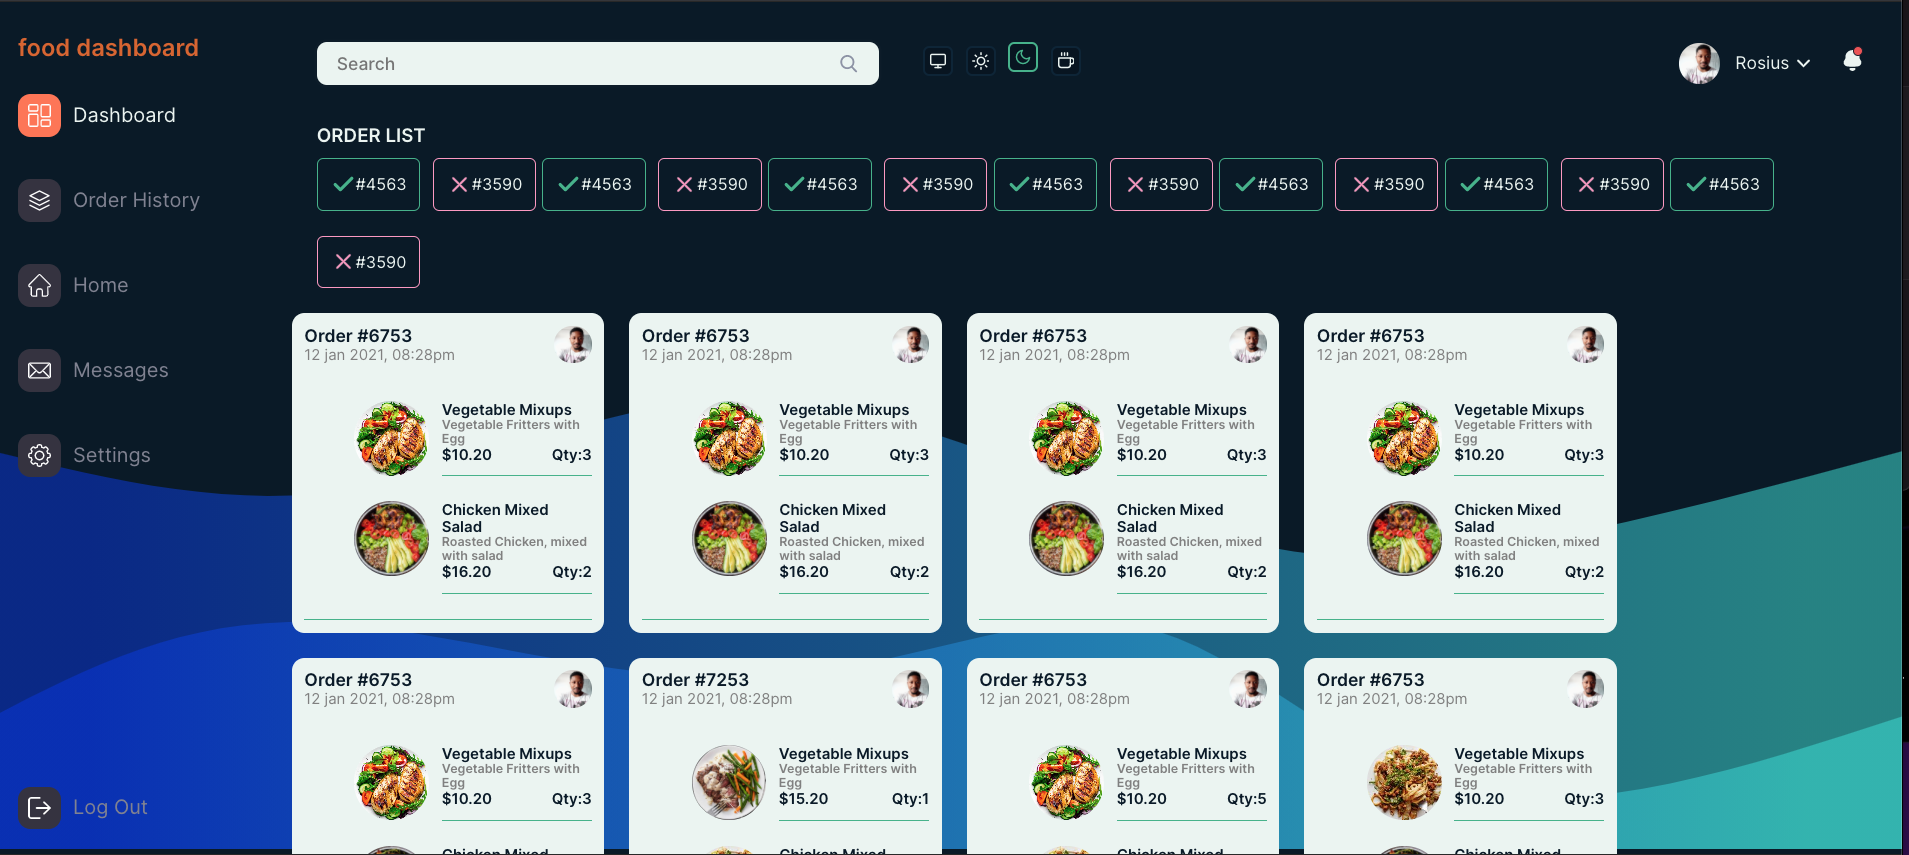 food dashboard
Search
Rosius
Dashboard
Order History
Home
Messages
Settings
Log Out
ORDER LIST
#4563 #3590 #4563 #3590 #4563 #3590 #4563 #3590 #4563 #3590 #4563 #3590 #4563
#3590
Order #6753
12 jan 2021, 08:28pm
Vegetable Mixups
Vegetable Fritters with
Egg
$10.20 Qty:3
Chicken Mixed
Salad
Roasted Chicken, mixed
with salad
$16.20 Qty:2
Order #6753
12 jan 2021, 08:28pm
Vegetable Mixups
Vegetable Fritters with
Egg
$10.20 Qty:3
Chicken Mixed
Salad
Roasted Chicken, mixed
with salad
$16.20 Qty:2
Order #6753
12 jan 2021, 08:28pm
Vegetable Mixups
Vegetable Fritters with
Egg
$10.20 Qty:3
Chicken Mixed
Salad
Roasted Chicken, mixed
with salad
$16.20 Qty:2
Order #6753
12 jan 2021, 08:28pm
Vegetable Mixups
Vegetable Fritters with
Egg
$10.20 Qty:3
Chicken Mixed
Salad
Roasted Chicken, mixed
with salad
$16.20 Qty:2
Order #6753
12 jan 2021, 08:28pm
Vegetable Mixups
Vegetable Fritters with
Egg
$10.20 Qty:3
Chicken Mixed
Order #7253
12 jan 2021, 08:28pm
Vegetable Mixups
Vegetable Fritters with
Egg
$15.20 Qty:1
Chicken Mixed
Order #6753
12 jan 2021, 08:28pm
Vegetable Mixups
Vegetable Fritters with
Egg
$10.20 Qty:5
Chicken Mixed
Order #6753
12 jan 2021, 08:28pm
Vegetable Mixups
Vegetable Fritters with
Egg
$10.20 Qty:3
Chicken Mixed